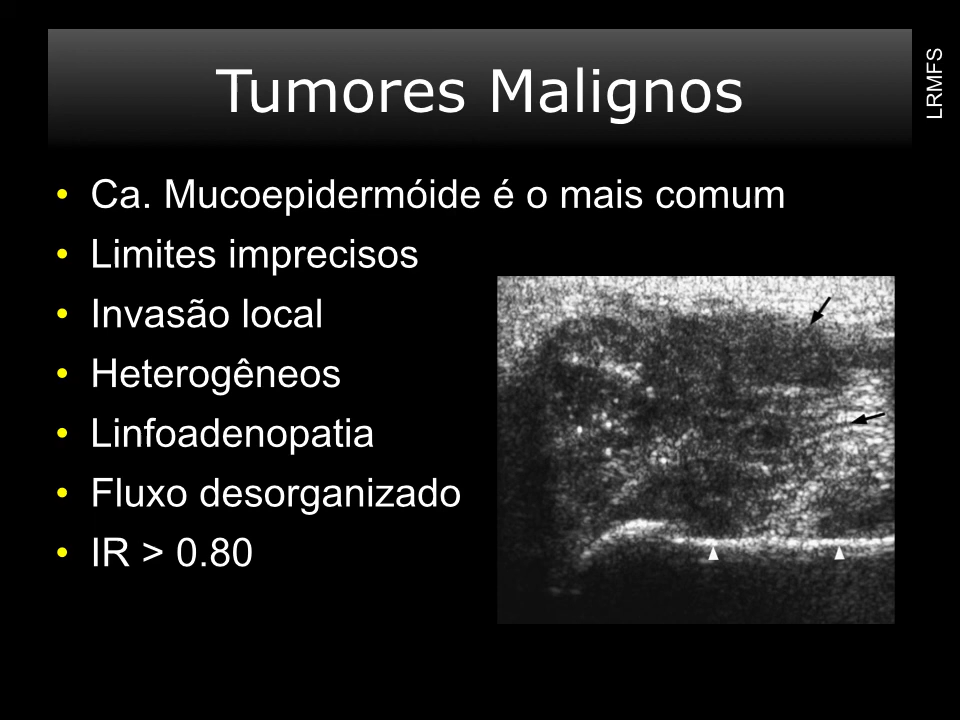 Tumores Malignos
LRMFS
• Ca. Mucoepidermóide é o mais comum
• Limites imprecisos
• Invasão local
• Heterogêneos
• Linfoadenopatia
• Fluxo desorganizado
• IR > 0.80